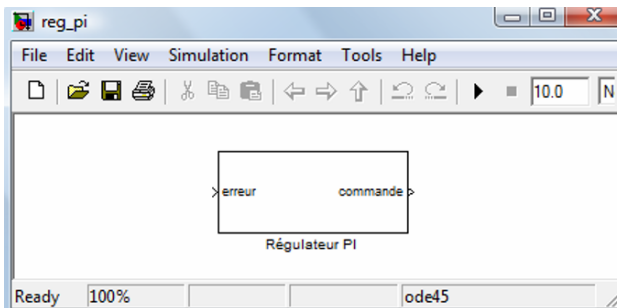 reg_pi
File Edit View Simulation Format Tools Help
10.0 N
erreur commande
Régulateur PI
Ready 100% ode45